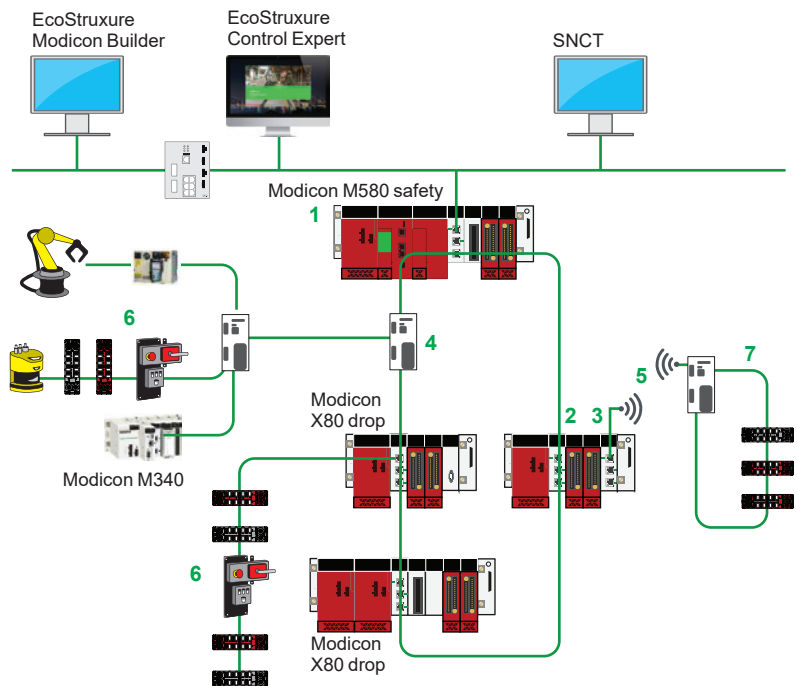 EcoStruxure
Modicon Builder
EcoStruxure
Control Expert
SNCT
Modicon M580 safety
1
6
4
5
7
Modicon
X80 drop
2
3
Modicon M340
6
Modicon
X80 drop